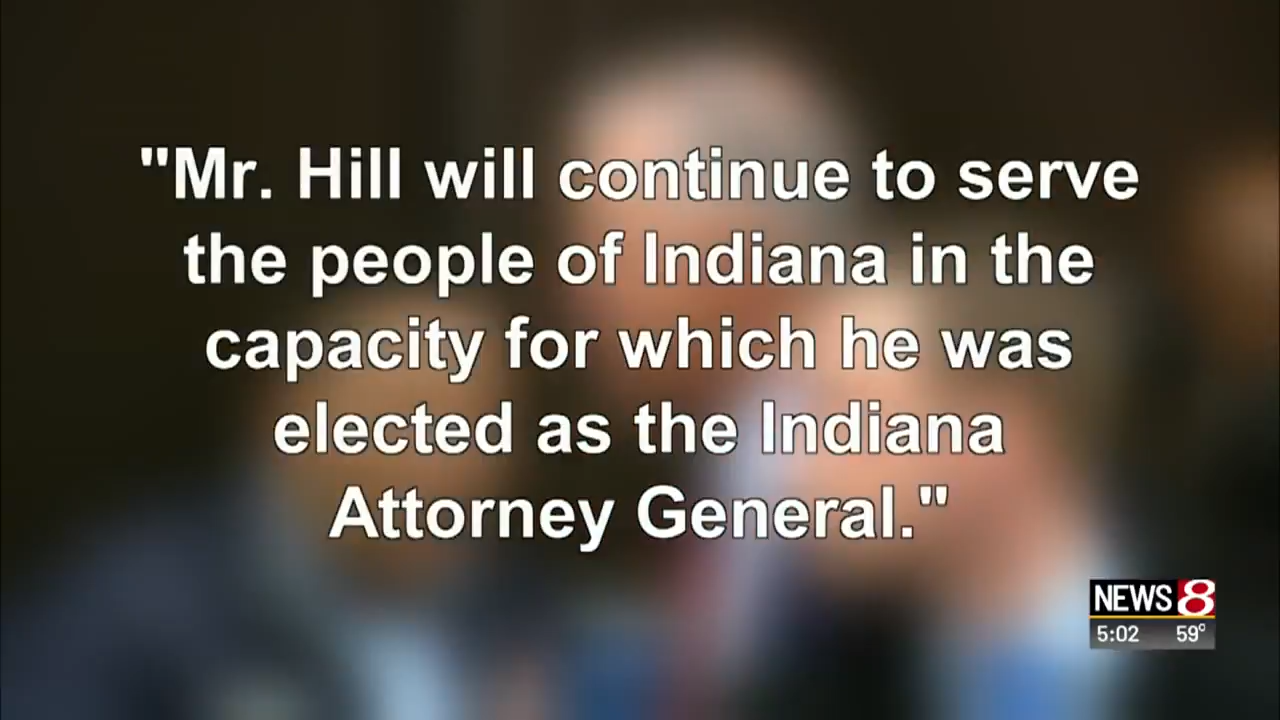 "Mr. Hill will continue to serve
the people of Indiana in the
capacity for which he was
elected as the Indiana
Attorney General."
NEWS 8
5:02 59°